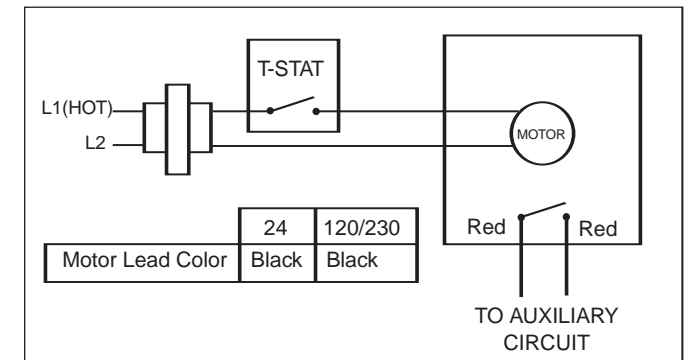 T-STAT
L1(HOT)
L2
MOTOR
24 120/230
Motor Lead Color Black Black
Red Red
TO AUXILIARY
CIRCUIT